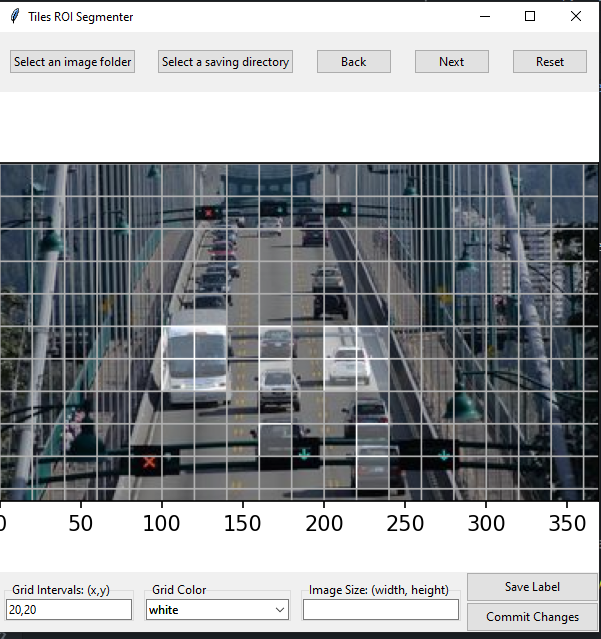 Tiles ROI Segmenter
Select an image folder
Select a saving directory
Back
Next
Reset
0 50 100 150 200 250 300 350
Grid Intervals: (x,y)
20,20
Grid Color
white
Image Size: (width, height)
Save Label
Commit Changes